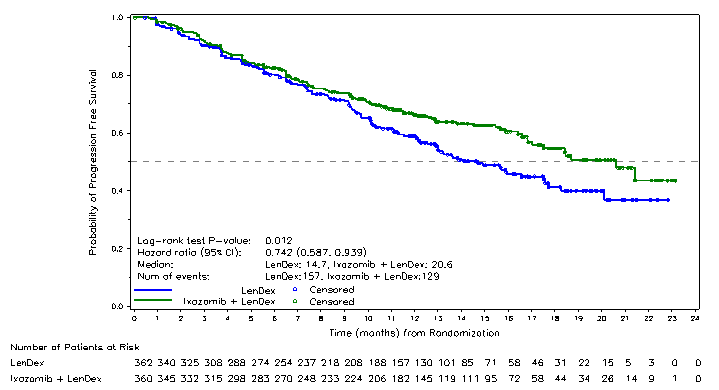 Probability of Progression Free Survival
1.0
0.8
0.6
0.4
0.2
0.0
Log-rank test P-value: 0.012
Hazard ratio (95% CI): 0.742 (0.587, 0.939)
Median: LenDex: 14.7, Ixazomib + LenDex: 20.6
Num of events: LenDex:157, Ixazomib + LenDex:129
LenDex Censored
Ixazomib + LenDex Censored
0 1 2 3 4 5 6 7 8 9 10 11 12 13 14 15 16 17 18 19 20 21 22 23 24
Time (months) from Randomization
Number of Patients at Risk
LenDex 362 340 325 308 288 274 254 237 218 208 188 157 130 101 85 71 58 46 31 22 15 5 3 0 0
Ixazomib + LenDex 360 345 332 315 298 283 270 248 233 224 206 182 145 119 111 95 72 58 44 34 26 14 9 1 0